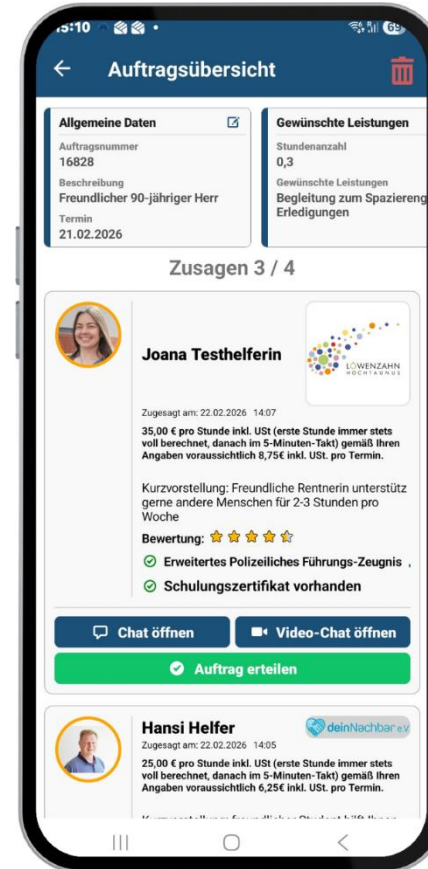 15:10
69
Auftragsübersicht
Allgemeine Daten
Auftragsnummer
16828
Beschreibung
Freundlicher 90-jähriger Herr
Termin
21.02.2026
Gewünschte Leistungen
Stundenanzahl
0,3
Gewünschte Leistungen
Begleitung zum Spaziereng
Erledigungen
Zusagen 3 / 4
Joana Testhelferin
LÖWENZAHN
HOCHTAUNUS
Zugesagt am: 22.02.2026 14:07
35,00 € pro Stunde inkl. USt (erste Stunde immer stets
voll berechnet, danach im 5-Minuten-Takt) gemäß Ihren
Angaben voraussichtlich 8,75€ inkl. USt. pro Termin.
Kurzvorstellung: Freundliche Rentnerin unterstütz
gerne andere Menschen für 2-3 Stunden pro
Woche
Bewertung:
Erweitertes Polizeiliches Führungs-Zeugnis ,
Schulungszertifikat vorhanden
Chat öffnen
Video-Chat öffnen
Auftrag erteilen
Hansi Helfer
deinNachbar e.V
Zugesagt am: 22.02.2026 14:05
25,00 € pro Stunde inkl. USt (erste Stunde immer stets
voll berechnet, danach im 5-Minuten-Takt) gemäß Ihren
Angaben voraussichtlich 6,25€ inkl. USt. pro Termin.